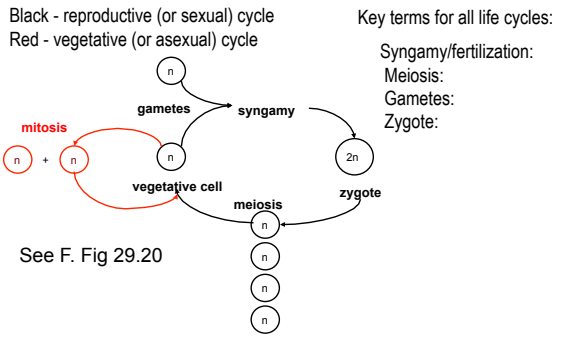 Black - reproductive (or sexual) cycle
Red - vegetative (or asexual) cycle
Key terms for all life cycles:
Syngamy/fertilization:
Meiosis:
Gametes:
Zygote:
n
gametes
syngamy
mitosis
n + n
n
2n
vegetative cell
zygote
meiosis
n
n
n
n
See F. Fig 29.20